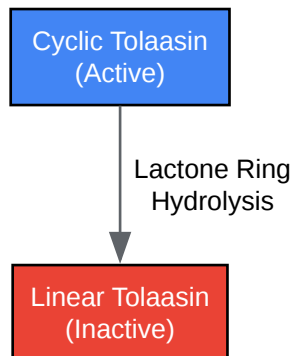 Cyclic Tolaasin
(Active)
Lactone Ring
Hydrolysis
Linear Tolaasin
(Inactive)